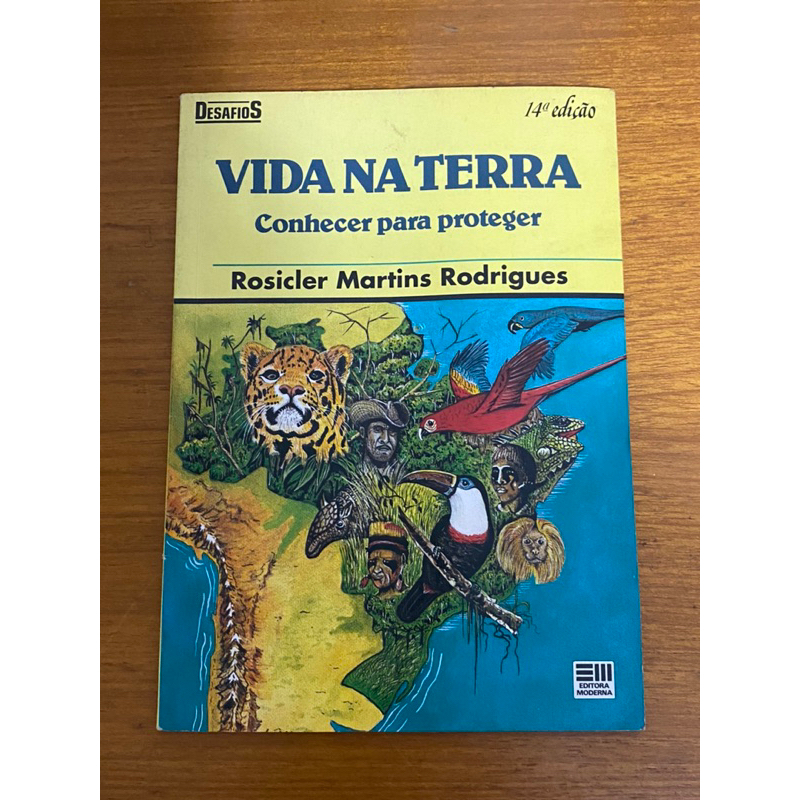 DESAFIOS
14ª edição
VIDA NA TERRA
Conhecer para proteger
Rosicler Martins Rodrigues
EDITORA
MODERNA